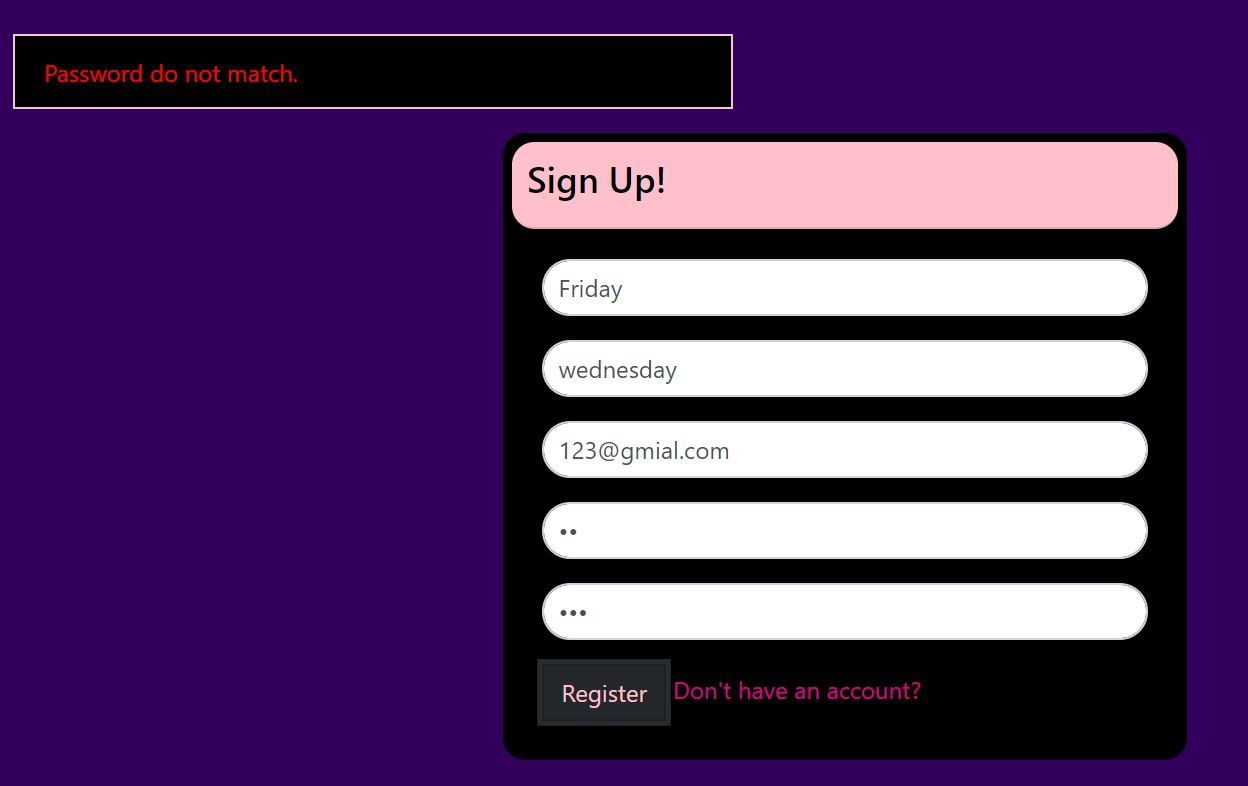 Password do not match.
Sign Up!
Friday
wednesday
123@gmial.com
••
•••
Register Don't have an account?